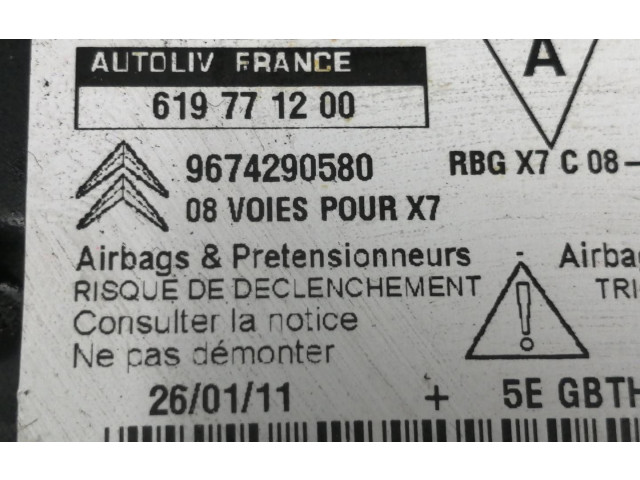 AUTOLIV FRANCE
619 77 12 00
A
9674290580
RBG X7 C 08-
08 VOIES POUR X7
Airbags & Pretensionneurs
- Airbag
RISQUE DE DECLENCHEMENT
TRI
Consulter la notice
Ne pas démonter
26/01/11 + 5E GBTH